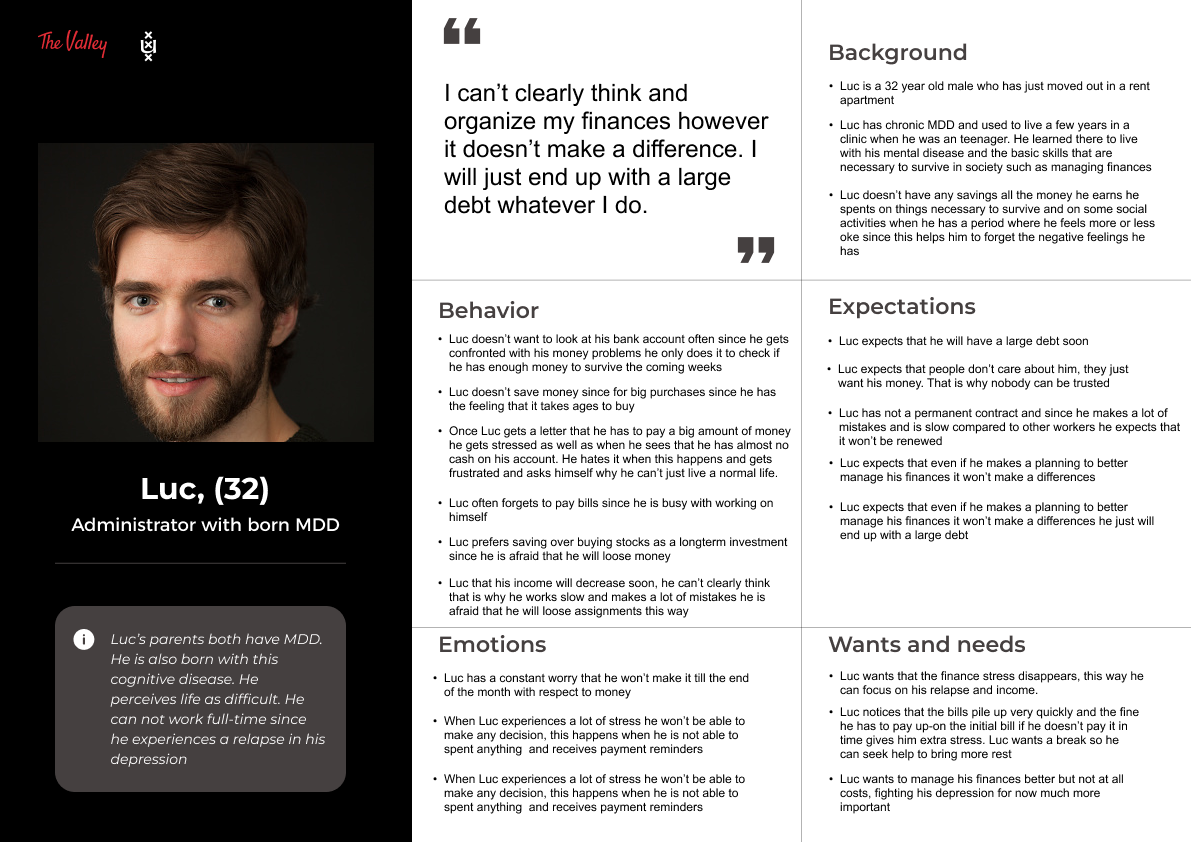 The Valley
UX
Luc, (32)
Administrator with born MDD
Luc's parents both have MDD.
He is also born with this
cognitive disease. He
perceives life as difficult. He
can not work full-time since
he experiences a relapse in his
depression
“
I can’t clearly think and
organize my finances however
it doesn’t make a difference. I
will just end up with a large
debt whatever I do.
”
Background
• Luc is a 32 year old male who has just moved out in a rent
apartment
• Luc has chronic MDD and used to live a few years in a
clinic when he was an teenager. He learned there to live
with his mental disease and the basic skills that are
necessary to survive in society such as managing finances
• Luc doesn’t have any savings all the money he earns he
spents on things necessary to survive and on some social
activities when he has a period where he feels more or less
oke since this helps him to forget the negative feelings he
has
Behavior
• Luc doesn’t want to look at his bank account often since he gets
confronted with his money problems he only does it to check if
he has enough money to survive the coming weeks
• Luc doesn’t save money since for big purchases since he has
the feeling that it takes ages to buy
• Once Luc gets a letter that he has to pay a big amount of money
he gets stressed as well as when he sees that he has almost no
cash on his account. He hates it when this happens and gets
frustrated and asks himself why he can’t just live a normal life.
• Luc often forgets to pay bills since he is busy with working on
himself
• Luc prefers saving over buying stocks as a longterm investment
since he is afraid that he will loose money
• Luc that his income will decrease soon, he can’t clearly think
that is why he works slow and makes a lot of mistakes he is
afraid that he will loose assignments this way
Expectations
• Luc expects that he will have a large debt soon
• Luc expects that people don’t care about him, they just
want his money. That is why nobody can be trusted
• Luc has not a permanent contract and since he makes a lot of
mistakes and is slow compared to other workers he expects that
it won’t be renewed
• Luc expects that even if he makes a planning to better
manage his finances it won’t make a differences
• Luc expects that even if he makes a planning to better
manage his finances it won’t make a differences he just will
end up with a large debt
Emotions
• Luc has a constant worry that he won’t make it till the end
of the month with respect to money
• When Luc experiences a lot of stress he won’t be able to
make any decision, this happens when he is not able to
spent anything  and receives payment reminders
• When Luc experiences a lot of stress he won’t be able to
make any decision, this happens when he is not able to
spent anything  and receives payment reminders
Wants and needs
• Luc wants that the finance stress disappears, this way he
can focus on his relapse and income.
• Luc notices that the bills pile up very quickly and the fine
he has to pay up-on the initial bill if he doesn’t pay it in
time gives him extra stress. Luc wants a break so he
can seek help to bring more rest
• Luc wants to manage his finances better but not at all
costs, fighting his depression for now much more
important